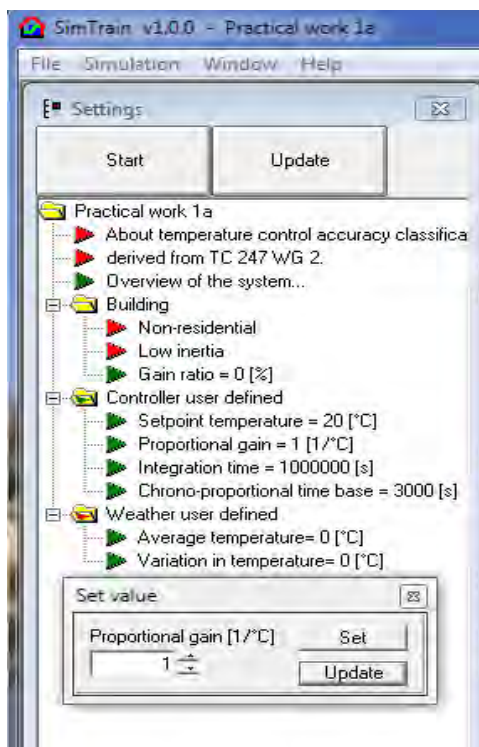 SimTrain v1.0.0 - Practical work 1a
File Simulation Window Help
Settings
Start Update
Practical work 1a
About temperature control accuracy classifica
derived from TC 247 WG 2.
Overview of the system...
Building
Non-residential
Low inertia
Gain ratio = 0 [%]
Controller user defined
Setpoint temperature = 20 [°C]
Proportional gain = 1 [1/°C]
Integration time = 1000000 [s]
Chrono-proportional time base = 3000 [s]
Weather user defined
Average temperature= 0 [°C]
Variation in temperature= 0 [°C]
Set value
Proportional gain [1/°C] Set
1 Update